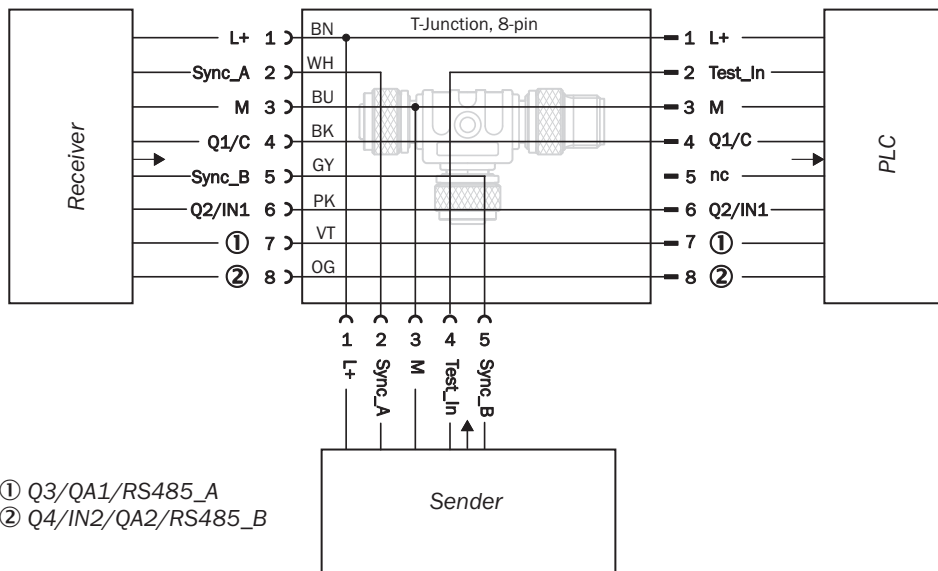 T-Junction, 8-pin
Receiver
L+ 1 BN 1 L+
Sync_A 2 WH 2 Test_In
M 3 BU 3 M
Q1/C 4 BK 4 Q1/C
Sync_B 5 GY 5 nc
Q2/IN1 6 PK 6 Q2/IN1
① 7 VT 7 ①
② 8 OG 8 ②
PLC
1 2 3 4 5
L+ Sync_A M Test_In Sync_B
Sender
① Q3/QA1/RS485_A
② Q4/IN2/QA2/RS485_B